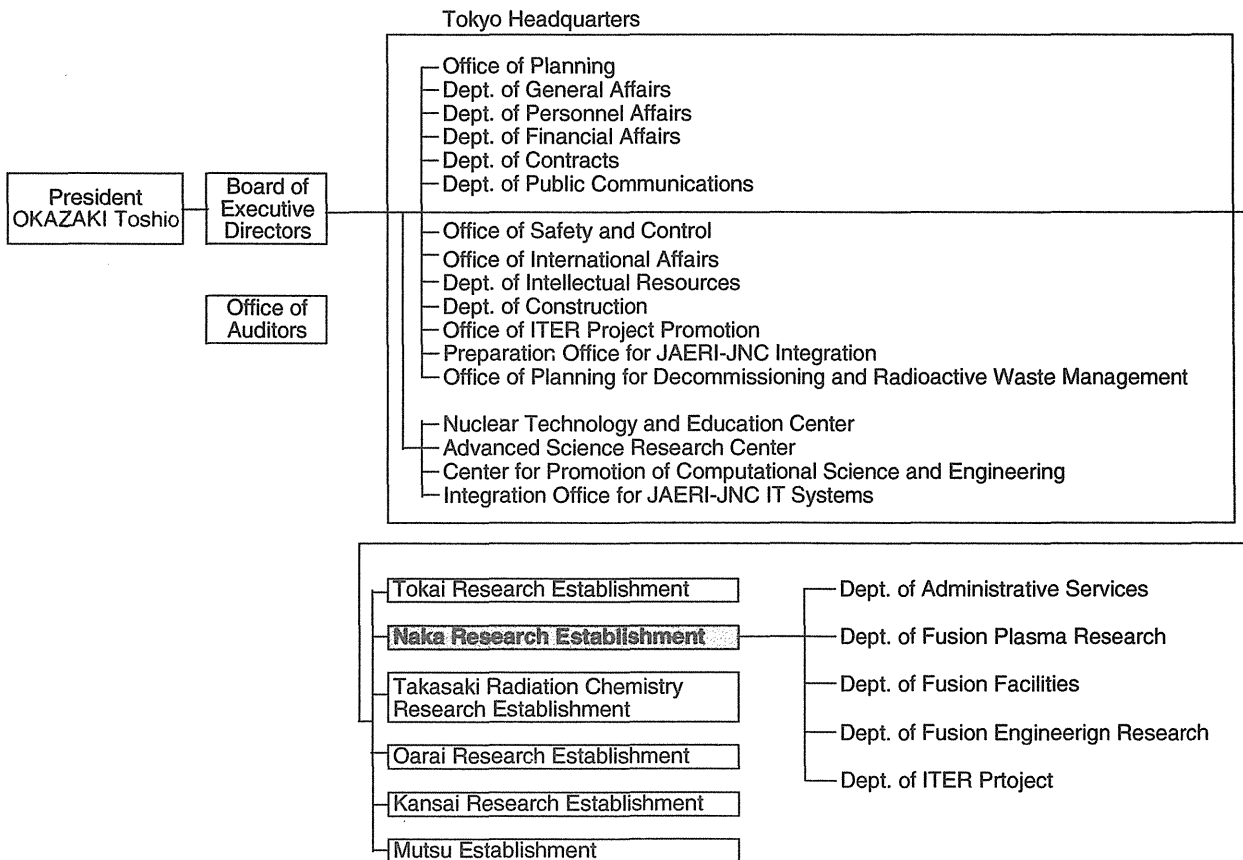 Tokyo Headquarters
Office of Planning
Dept. of General Affairs
Dept. of Personnel Affairs
Dept. of Financial Affairs
Dept. of Contracts
Dept. of Public Communications
President
OKAZAKI Toshio
Board of
Executive
Directors
Office of Safety and Control
Office of International Affairs
Dept. of Intellectual Resources
Dept. of Construction
Office of ITER Project Promotion
Preparation Office for JAERI-JNC Integration
Office of Planning for Decommissioning and Radioactive Waste Management
Office of
Auditors
Nuclear Technology and Education Center
Advanced Science Research Center
Center for Promotion of Computational Science and Engineering
Integration Office for JAERI-JNC IT Systems
Tokai Research Establishment
Naka Research Establishment
Takasaki Radiation Chemistry
Research Establishment
Oarai Research Establishment
Kansai Research Establishment
Mutsu Establishment
Dept. of Administrative Services
Dept. of Fusion Plasma Research
Dept. of Fusion Facilities
Dept. of Fusion Engineerign Research
Dept. of ITER Prtoject